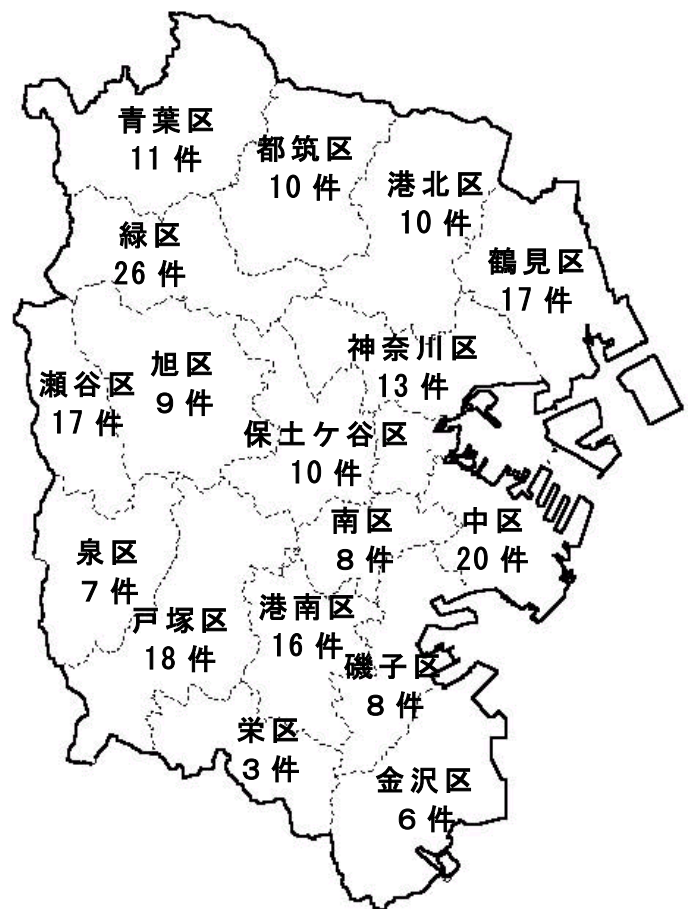 青葉区
11 件
都筑区
10 件
港北区
10 件
緑区
26 件
鶴見区
17 件
神奈川区
13 件
旭区
９ 件
瀬谷区
17 件
保土ケ谷区
10 件
南区
８ 件
中区
20 件
泉区
７ 件
戸塚区
18 件
港南区
16 件
磯子区
８ 件
栄区
３ 件
金沢区
６ 件